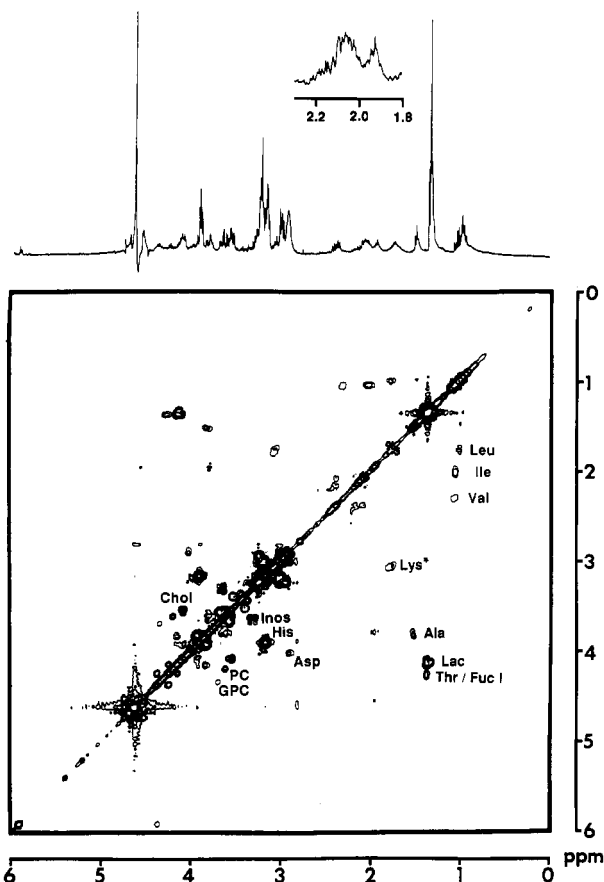 2.2 2.0 1.8
0
1
Leu
2
Ile
Val
3
Lys*
Chol
Inos
Ala
His
4
Asp
Lac
PC
Thr / Fuc I
GPC
5
6
ppm
6 5 4 3 2 1 0